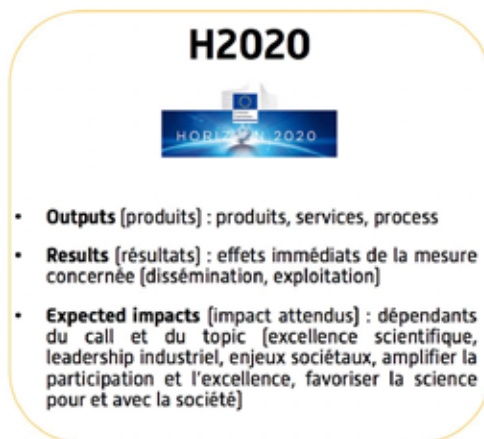 H2020
HORIZON 2020
• Outputs (produits) : produits, services, process
• Results (résultats) : effets immédiats de la mesure
concernée (dissémination, exploitation)
• Expected impacts (impact attendus) : dépendants
du call et du topic (excellence scientifique,
leadership industriel, enjeux sociétaux, amplifier la
participation et l'excellence, favoriser la science
pour et avec la société)